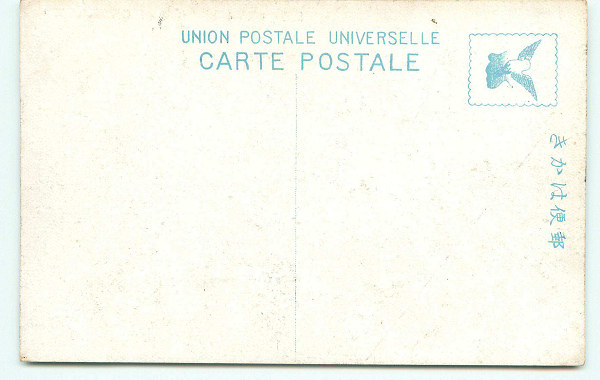 UNION POSTALE UNIVERSELLE
CARTE POSTALE
郵便はかき